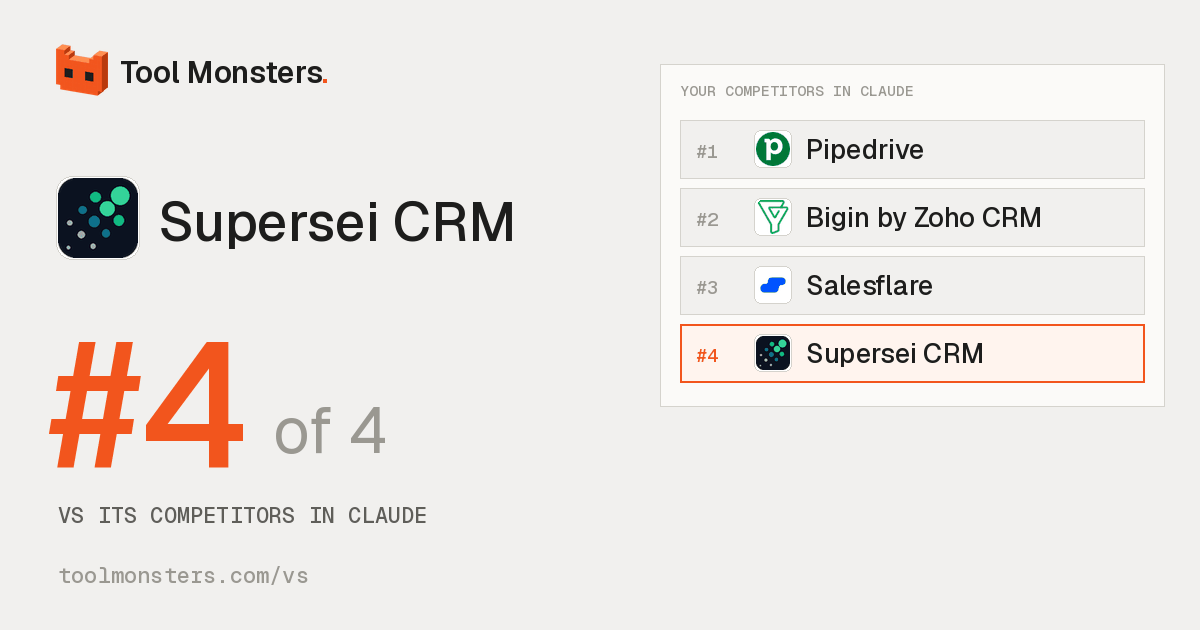 Tool Monsters.
Supersei CRM
#4 of 4
VS ITS COMPETITORS IN CLAUDE
toolmonsters.com/vs
YOUR COMPETITORS IN CLAUDE
#1 Pipedrive
#2 Bigin by Zoho CRM
#3 Salesflare
#4 Supersei CRM